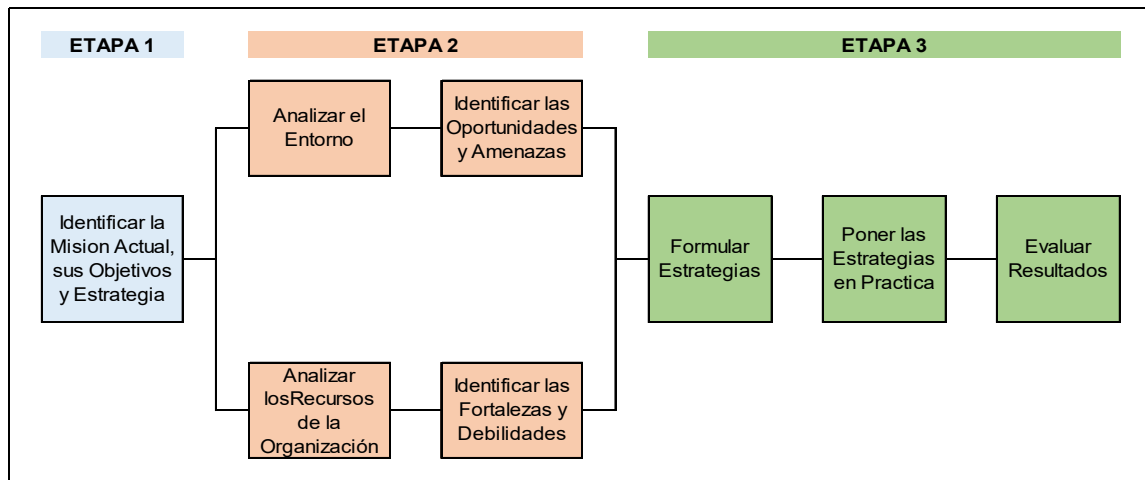 ETAPA 1
ETAPA 2
ETAPA 3
Analizar el
Entorno
Identificar las
Oportunidades
y Amenazas
Identificar la
Mision Actual,
sus Objetivos
y Estrategia
Formular
Estrategias
Poner las
Estrategias
en Practica
Evaluar
Resultados
Analizar
losRecursos
de la
Organización
Identificar las
Fortalezas y
Debilidades